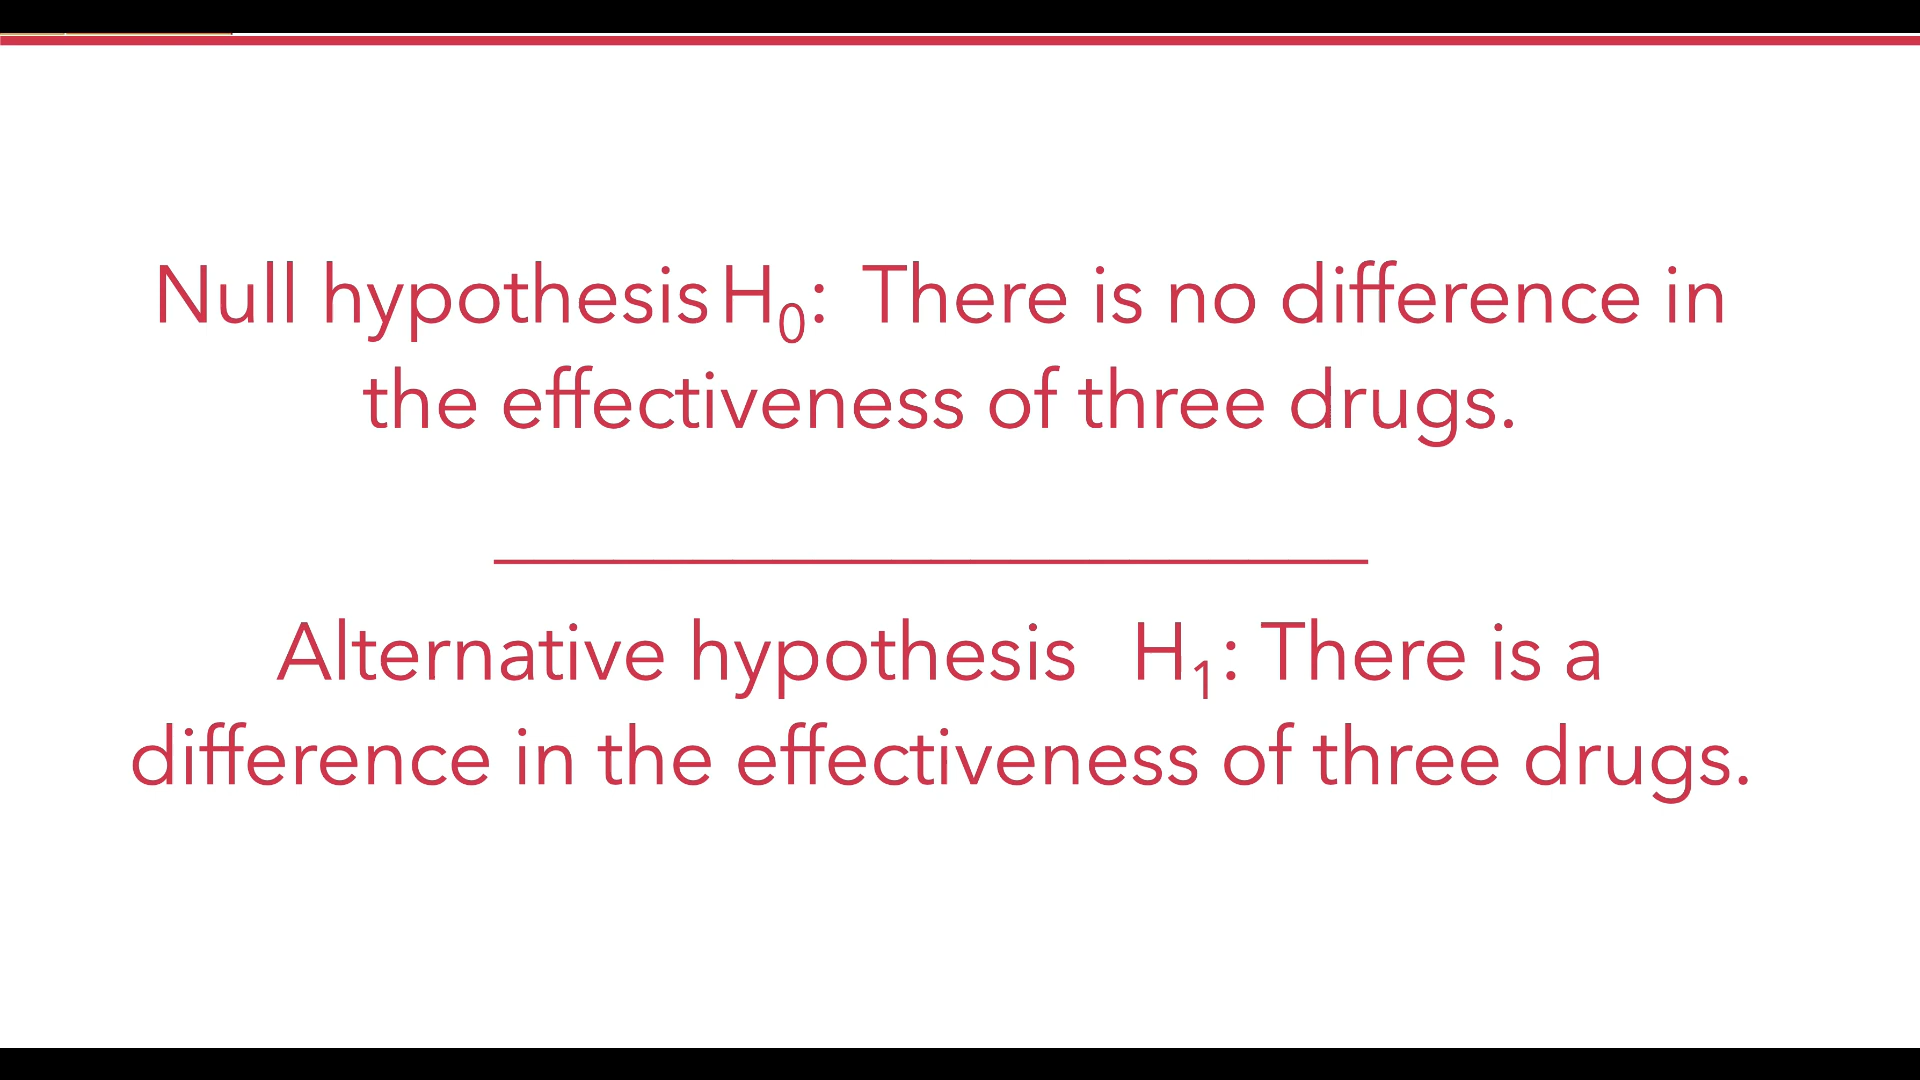 Null hypothesis H₀: There is no difference in
the effectiveness of three drugs.
Alternative hypothesis H₁: There is a
difference in the effectiveness of three drugs.